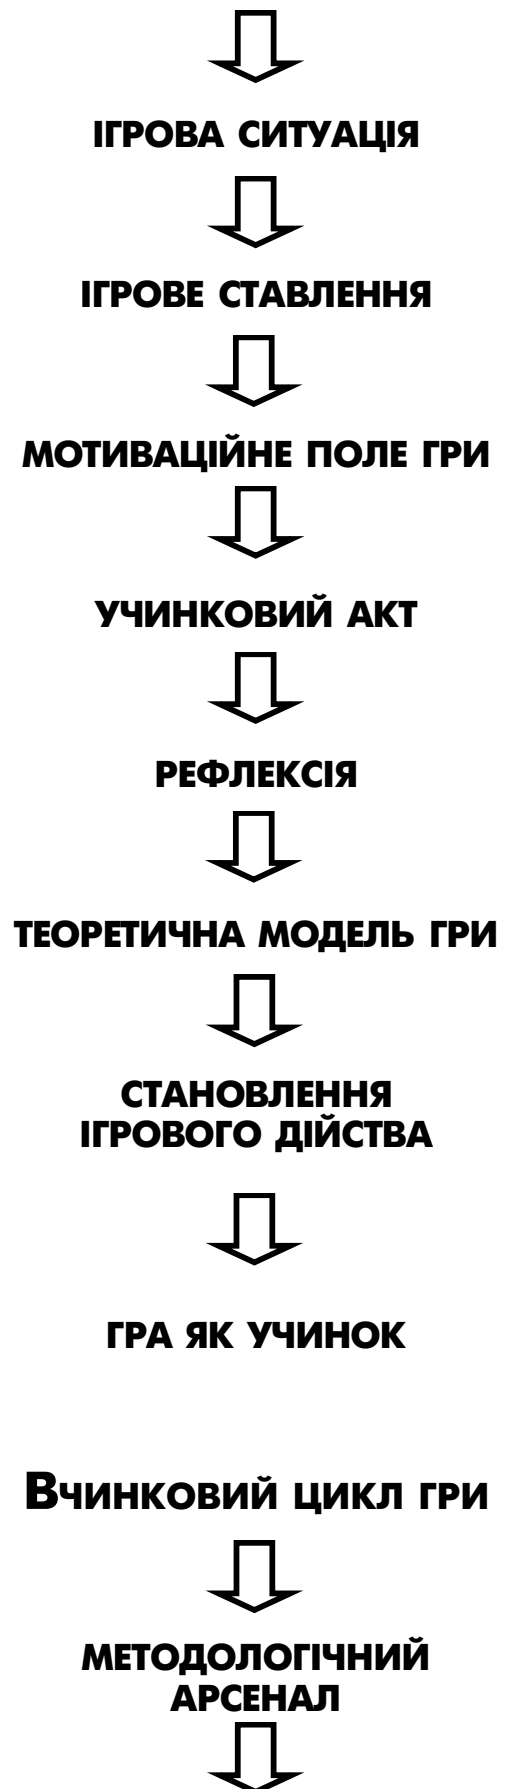 ІГРОВА СИТУАЦІЯ
ІГРОВЕ СТАВЛЕННЯ
МОТИВАЦІЙНЕ ПОЛЕ ГРИ
УЧИНКОВИЙ АКТ
РЕФЛЕКСІЯ
ТЕОРЕТИЧНА МОДЕЛЬ ГРИ
СТАНОВЛЕННЯ
ІГРОВОГО ДІЙСТВА
ГРА ЯК УЧИНОК
ВЧИНКОВИЙ ЦИКЛ ГРИ
МЕТОДОЛОГІЧНИЙ
АРСЕНАЛ